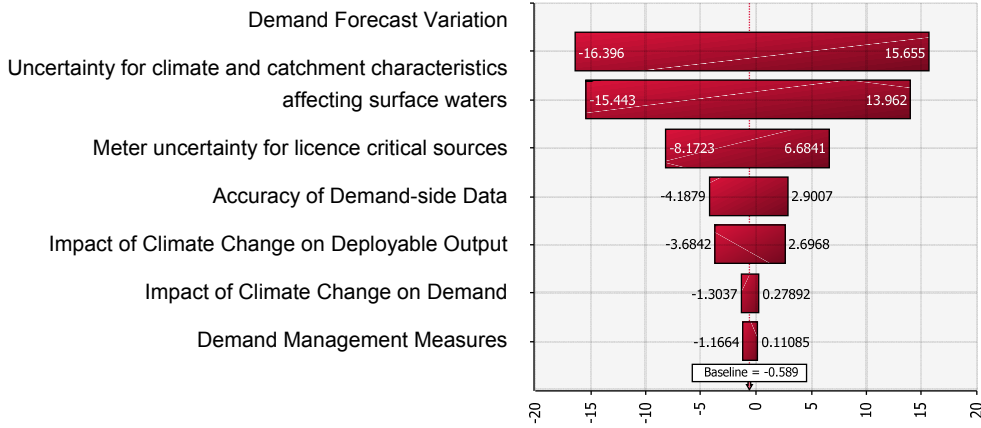 Demand Forecast Variation
-16.396 15.655
Uncertainty for climate and catchment characteristics
affecting surface waters
-15.443 13.962
Meter uncertainty for licence critical sources
-8.1723 6.6841
Accuracy of Demand-side Data
-4.1879 2.9007
Impact of Climate Change on Deployable Output
-3.6842 2.6968
Impact of Climate Change on Demand
-1.3037 0.27892
Demand Management Measures
-1.1664 0.11085
Baseline = -0.589
-20 -15 -10 -5 0 5 10 15 20